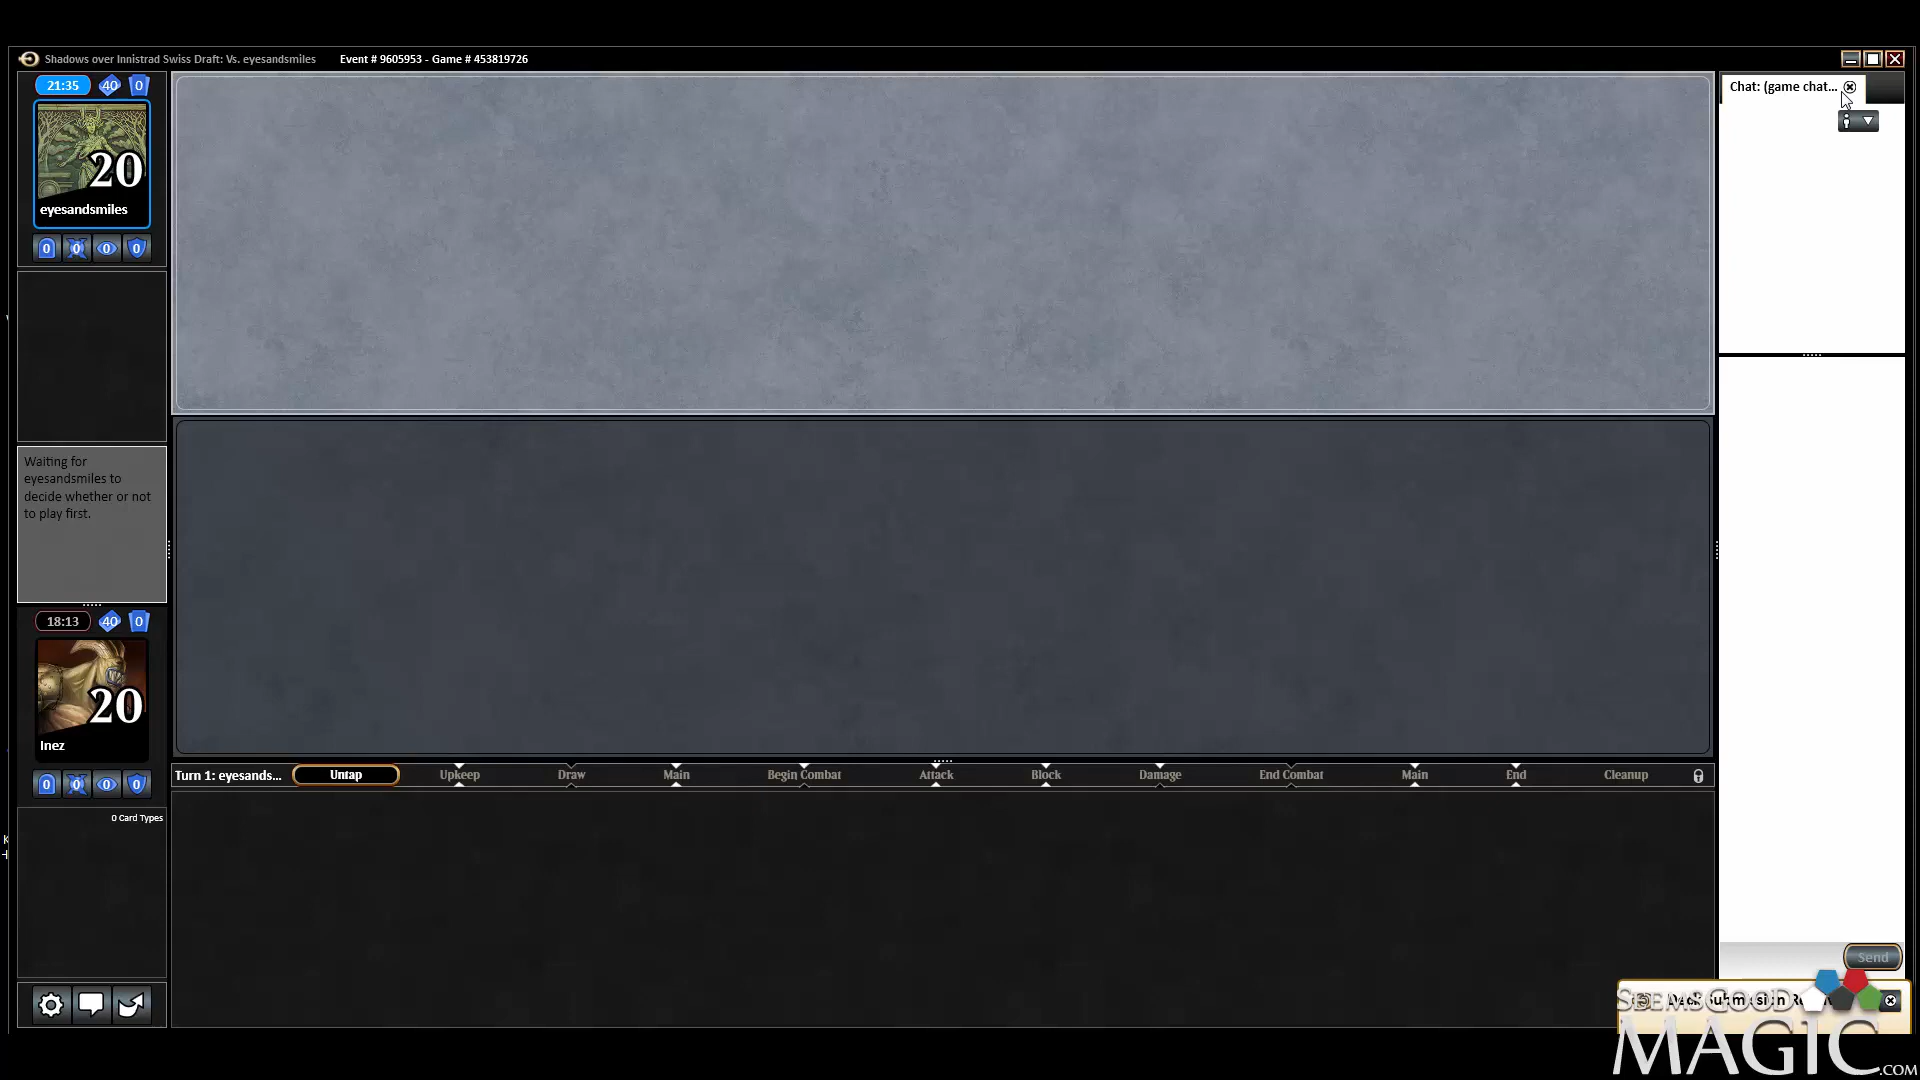 Shadows over Innistrad Swiss Draft: Vs. eyesandsmiles Event # 9605953 - Game # 453819726
21:35 40 0
20
eyesandsmiles
0 0 0 0
Chat: (game chat...
Waiting for
eyesandsmiles to
decide whether or not
to play first.
18:13 40 0
20
Inez
0 0 0 0
Turn 1: eyesands... Untap Upkeep Draw Main Begin Combat Attack Block Damage End Combat Main End Cleanup
0 Card Types
Send
Deck Submission
SEEMSGOOD
MAGIC.COM